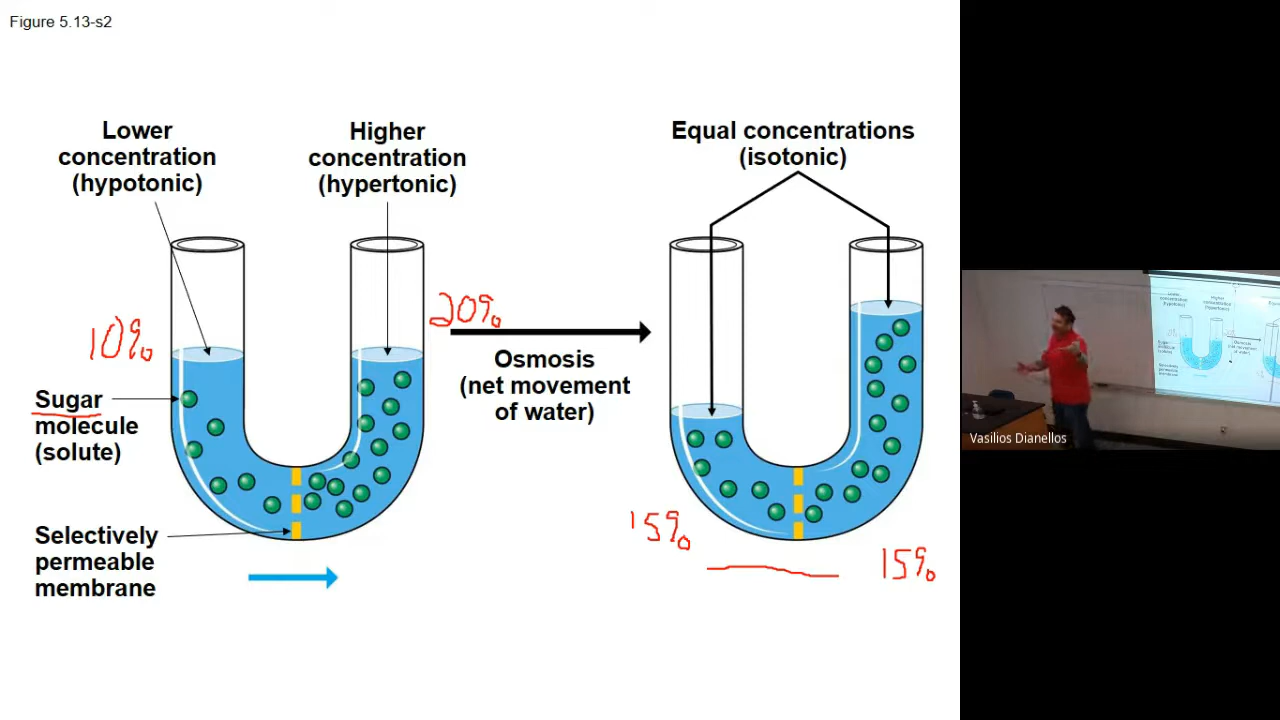 Figure 5.13-s2
Lower
concentration
(hypotonic)
Higher
concentration
(hypertonic)
Equal concentrations
(isotonic)
10%
20%
Osmosis
(net movement
of water)
Sugar
molecule
(solute)
Selectively
permeable
membrane
15%
15%
Vasilios Dianellos